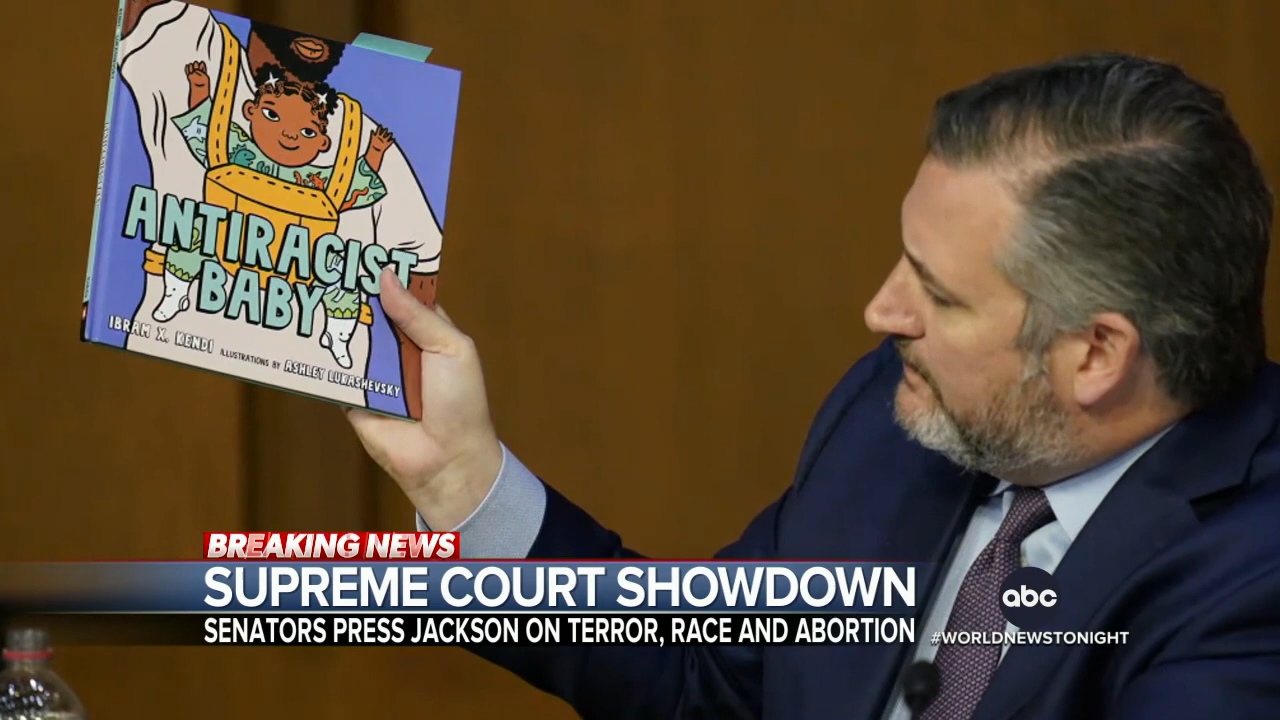 ANTIRACIST
BABY
IBRAM X. KENDI ILLUSTRATIONS BY ASHLEY LUKASHEVSKY
BREAKING NEWS
SUPREME COURT SHOWDOWN
SENATORS PRESS JACKSON ON TERROR, RACE AND ABORTION
abc
#WORLDNEWSTONIGHT